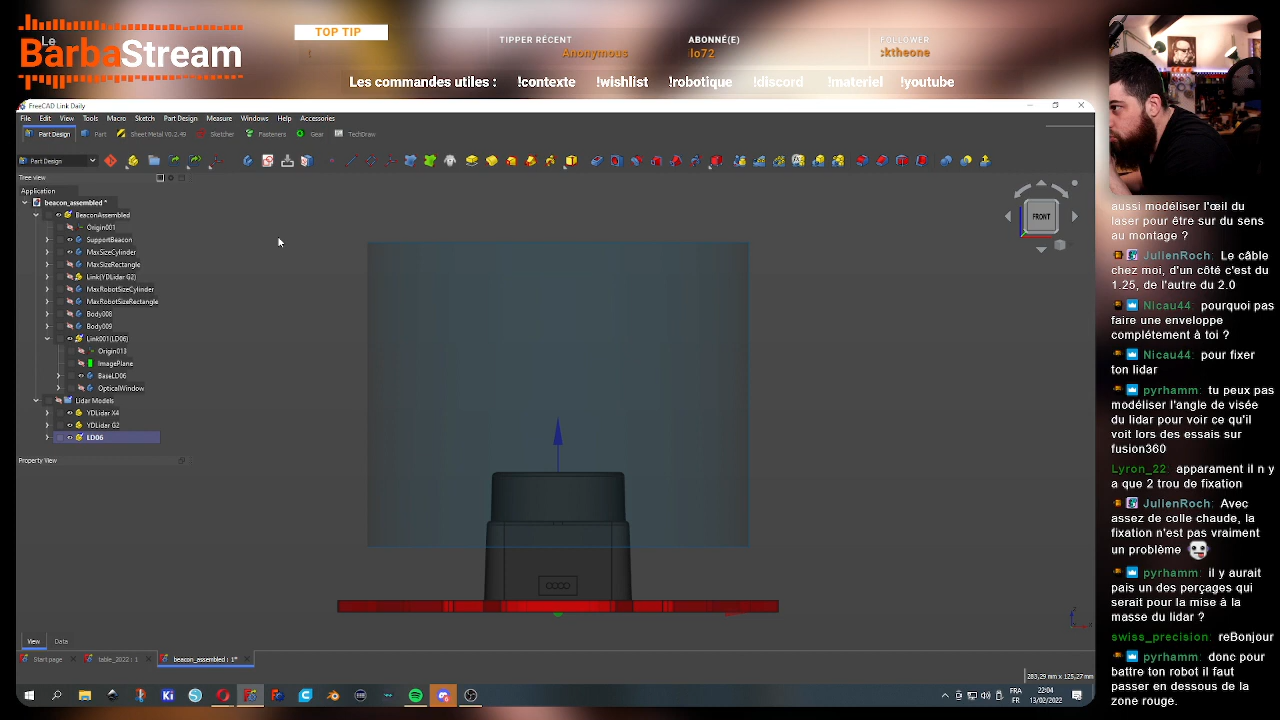 Le
BarbaStream
TOP TIP
TIPPER RÉCENT
Anonymous
ABONNÉ(E)
lo72
FOLLOWER
:ktheone
Les commandes utiles : !contexte !wishlist !robotique !discord !materiel !youtube
FreeCAD Link Daily
File Edit View Tools Macro Sketch Part Design Measure Windows Help Accessories
Part Design Part Sheet Metal V0.2.49 Sketcher Fasteners Gear TechDraw
Part Design
Tree view
Application
beacon_assembled *
BeaconAssembled
Origin001
SupportBeacon
MaxSizeCylinder
MaxSizeRectangle
Link(YDLidar G2)
MaxRobotSizeCylinder
MaxRobotSizeRectangle
Body008
Body009
Link001(LD06)
Origin013
ImagePlane
BaseLD06
OpticalWindow
Lidar Models
YDLidar X4
YDLidar G2
LD06
Property View
FRONT
View Data
Start page
table_2022 : 1
beacon_assembled : 1*
283,29 mm x 125,27 mm
FRA
FR
22:04
13/02/2022
aussi modéliser l'œil du
laser pour être sur du sens
au montage ?
JulienRoch: Le câble
chez moi, d'un côté c'est du
1.25, de l'autre du 2.0
Nicau44: pourquoi pas
faire une enveloppe
complétement à toi ?
Nicau44: pour fixer
ton lidar
pyrhamm: tu peux pas
modéliser l'angle de visée
du lidar pour voir ce qu'il
voit lors des essais sur
fusion360
Lyron_22: apparament il n y
a que 2 trou de fixation
JulienRoch: Avec
assez de colle chaude, la
fixation n'est pas vraiment
un problème
pyrhamm: il y aurait
pais un des perçages qui
serait pour la mise à la
masse du lidar ?
swiss_precision: reBonjour
pyrhamm: donc pour
battre ton robot il faut
passer en dessous de la
zone rouge.